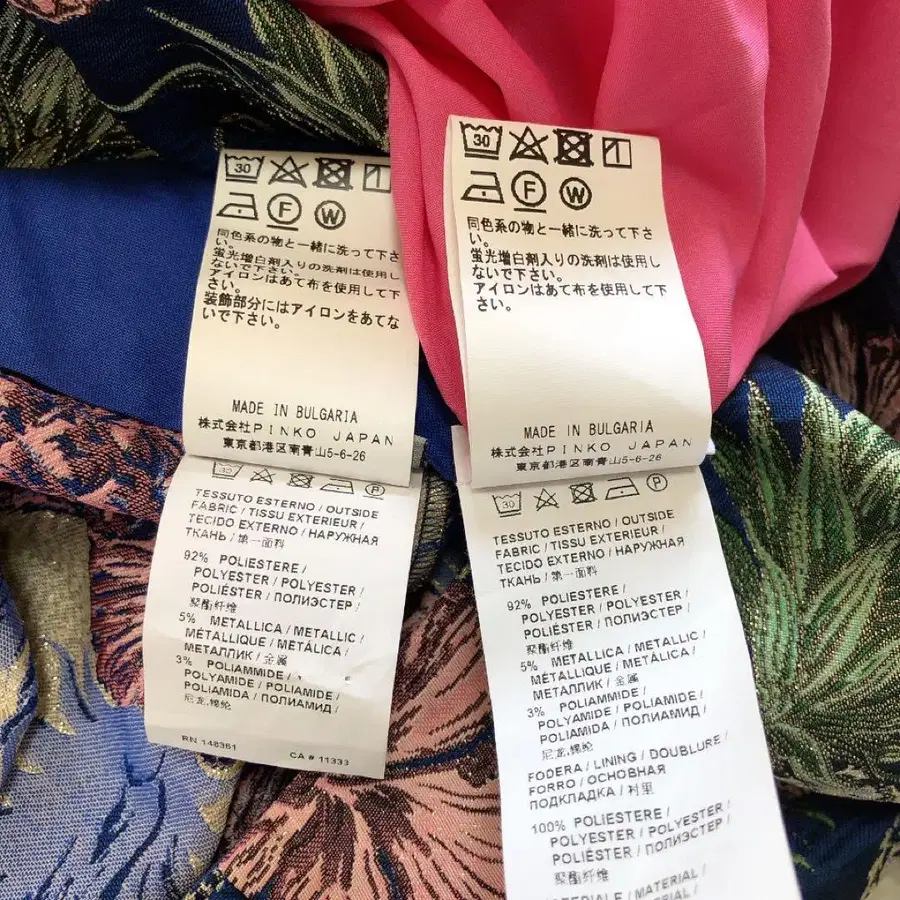 30
F
W
同色系の物と一緒に洗って下さ
い。
蛍光増白剤入りの洗剤は使用し
ないで下さい。
アイロンはあて布を使用して下
さい。
装飾部分にはアイロンをあてな
いで下さい。
MADE IN BULGARIA
株式会社PINKO JAPAN
東京都港区南青山5-6-26
30
P
TESSUTO ESTERNO / OUTSIDE
FABRIC / TISSU EXTERIEUR /
TECIDO EXTERNO / НАРУЖНАЯ
ТКАНЬ / 第一面料
92% POLIESTERE /
POLYESTER / POLYESTER /
POLIÉSTER / ПОЛИЭСТЕР /
聚酯纤维
5% METALLICA / METALLIC /
MÉTALLIQUE / METÁLICA /
МЕТАЛЛИК / 金属
3% POLIAMMIDE /
POLYAMIDE / POLIAMIDE /
POLIAMIDA / ПОЛИАМИД /
尼龙,锦纶
RN 148361
CA # 11333
30
F
W
同色系の物と一緒に洗って下さ
い。
蛍光増白剤入りの洗剤は使用し
ないで下さい。
アイロンはあて布を使用して下
さい。
MADE IN BULGARIA
株式会社PINKO JAPAN
東京都港区南青山5-6-26
30
P
TESSUTO ESTERNO / OUTSIDE
FABRIC / TISSU EXTERIEUR /
TECIDO EXTERNO / НАРУЖНАЯ
ТКАНЬ / 第一面料
92% POLIESTERE /
POLYESTER / POLYESTER /
POLIÉSTER / ПОЛИЭСТЕР /
聚酯纤维
5% METALLICA / METALLIC /
MÉTALLIQUE / METÁLICA /
МЕТАЛЛИК / 金属
3% POLIAMMIDE /
POLYAMIDE / POLIAMIDE /
POLIAMIDA / ПОЛИАМИД /
尼龙,锦纶
FODERA / LINING / DOUBLURE /
FORRO / ОСНОВНАЯ
ПОДКЛАДКА / 衬里
100% POLIESTERE /
POLYESTER / POLYESTER /
POLIÉSTER / ПОЛИЭСТЕР /
聚酯纤维
MATERIAL /